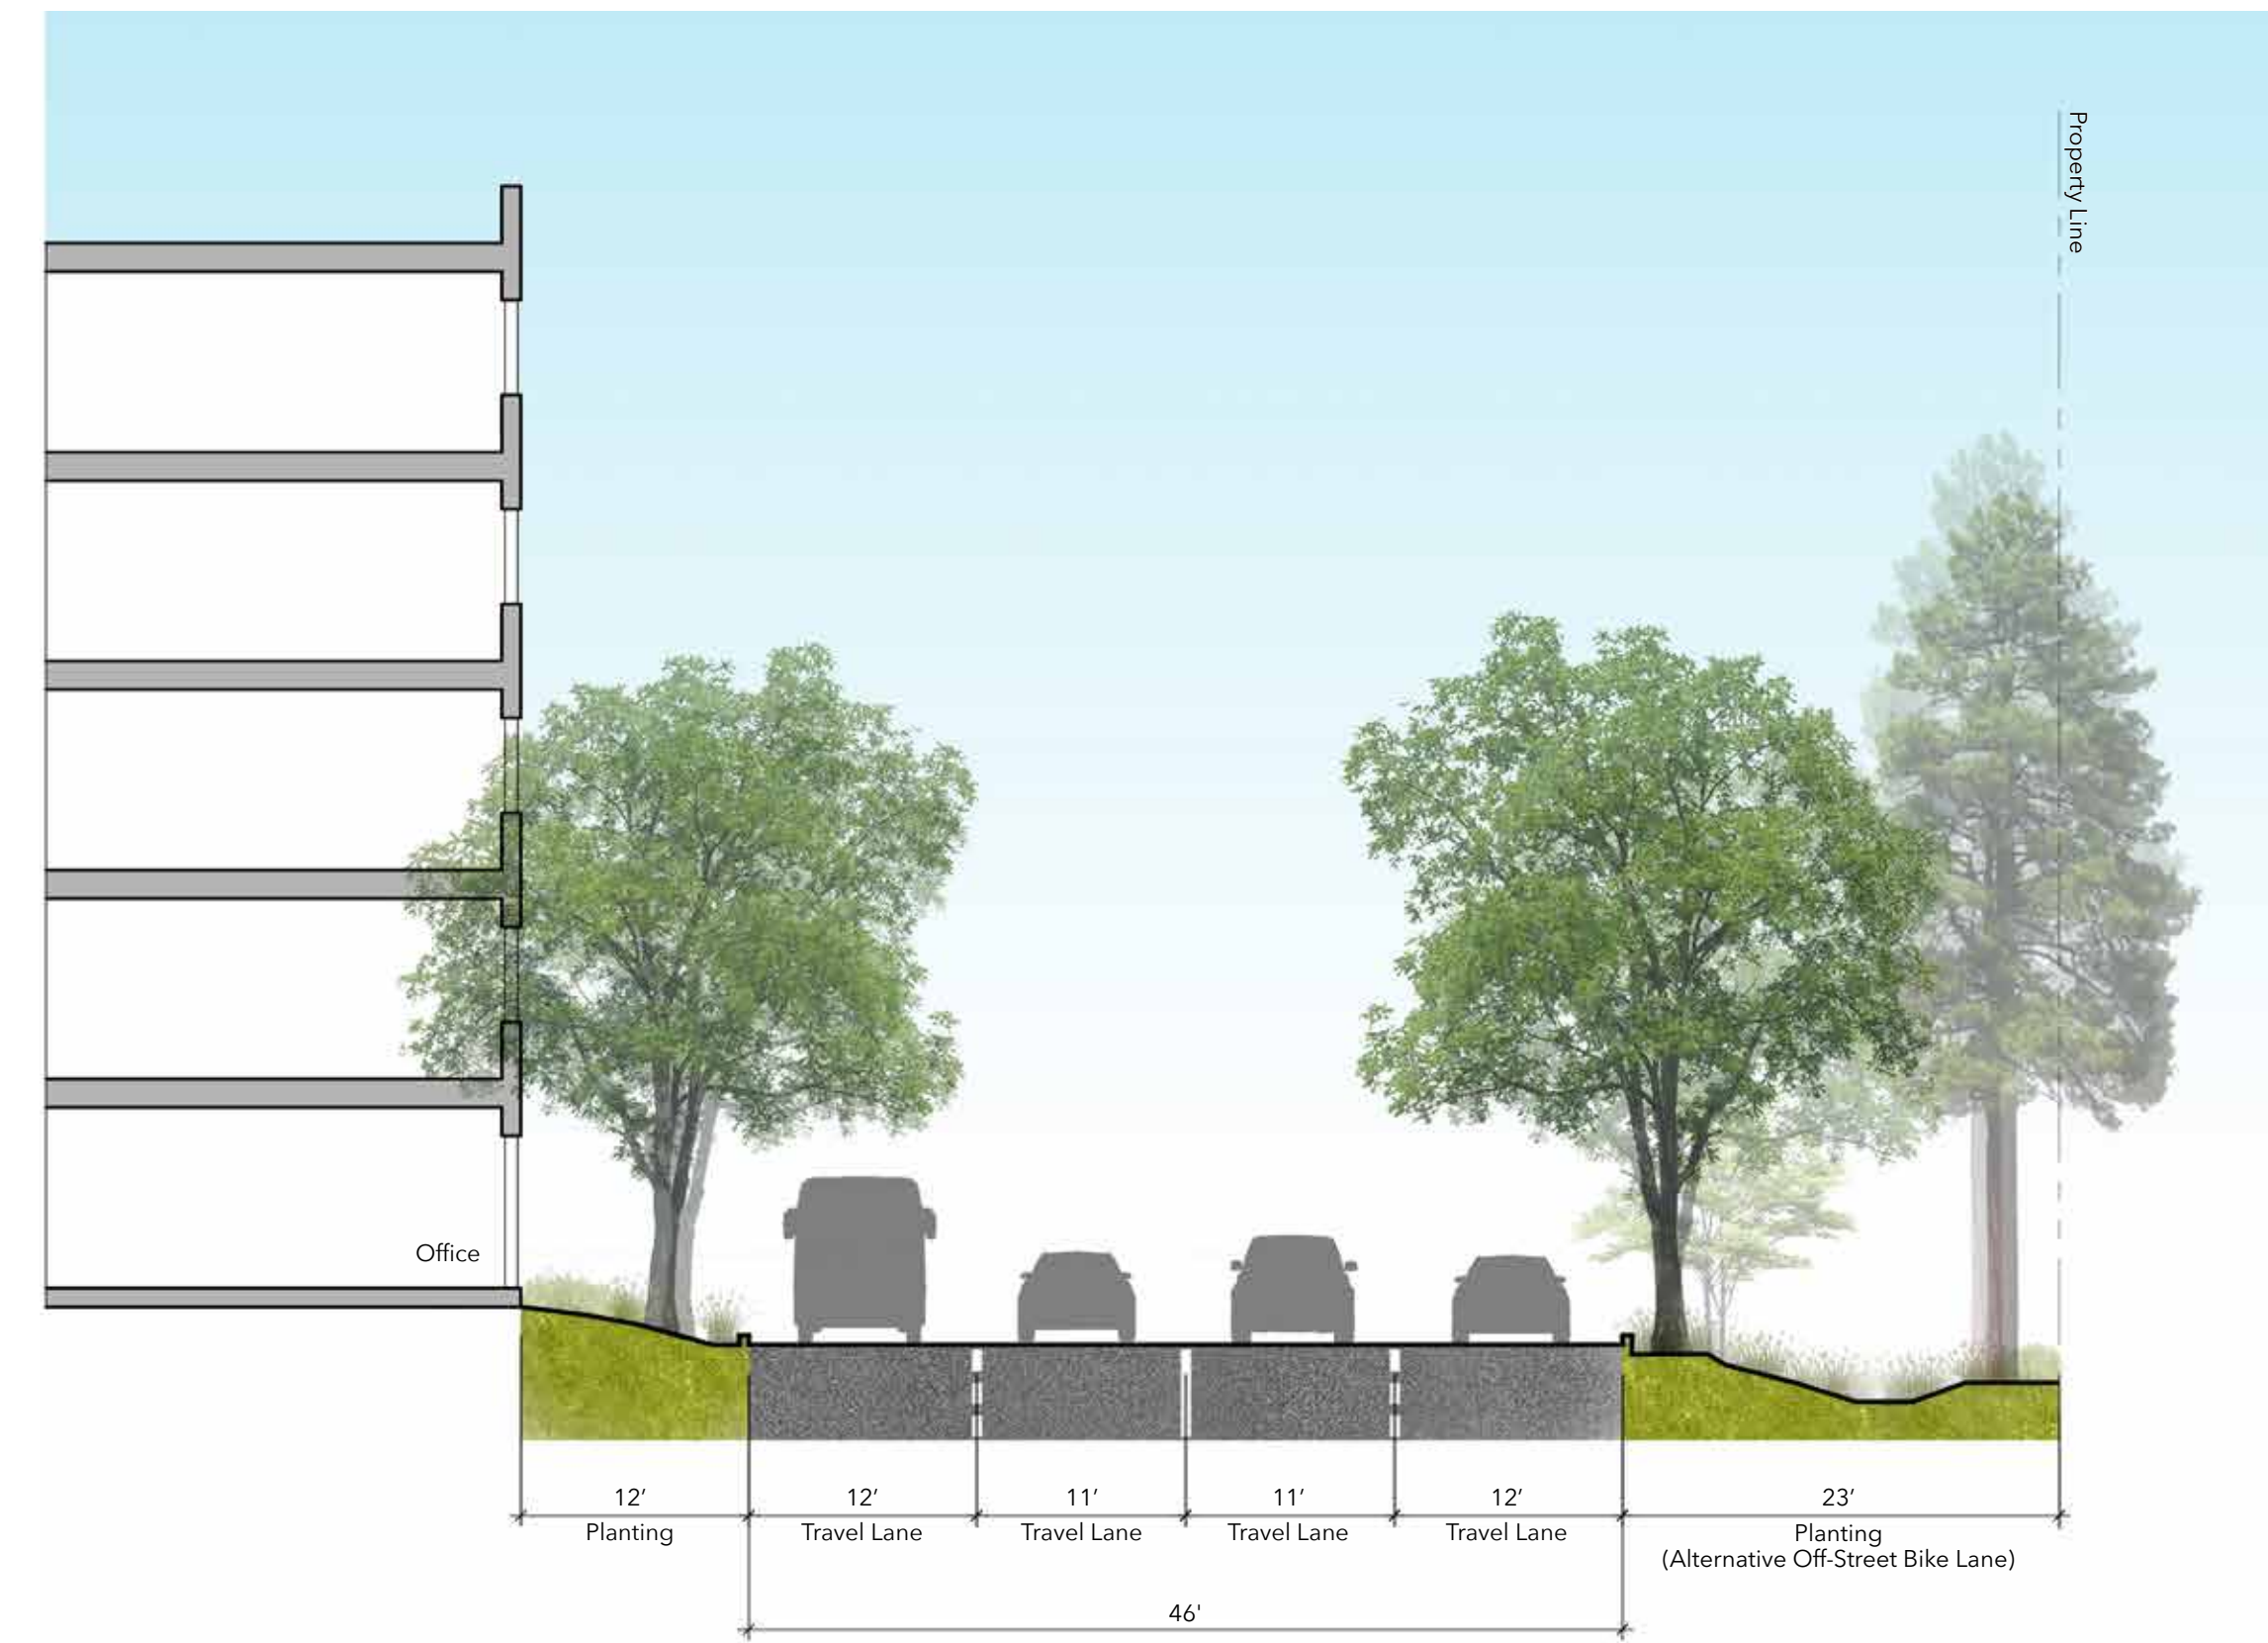 Property Line
Office
12′ 12′ 11′ 11′ 12′ 23′
Planting Travel Lane Travel Lane Travel Lane Travel Lane Planting
(Alternative Off-Street Bike Lane)
46'